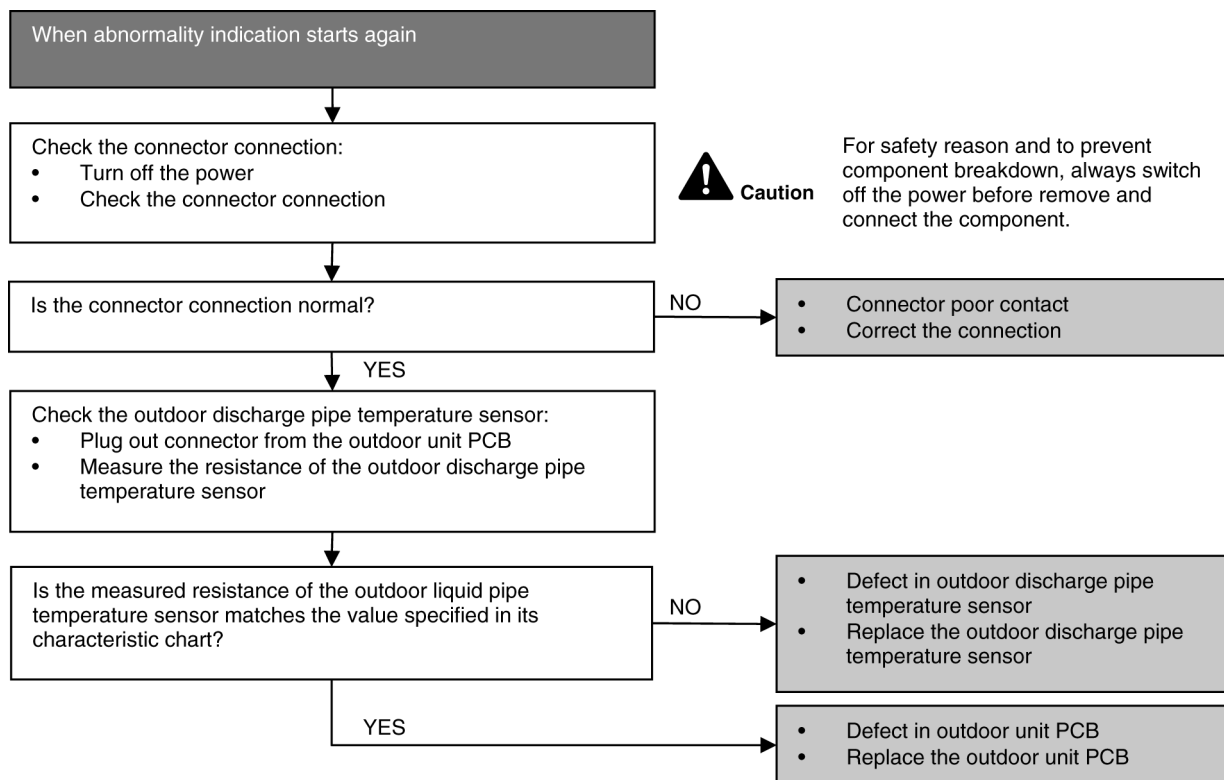 When abnormality indication starts again
Check the connector connection:
• Turn off the power
• Check the connector connection
Caution
For safety reason and to prevent
component breakdown, always switch
off the power before remove and
connect the component.
Is the connector connection normal?
NO
• Connector poor contact
• Correct the connection
YES
Check the outdoor discharge pipe temperature sensor:
• Plug out connector from the outdoor unit PCB
• Measure the resistance of the outdoor discharge pipe
temperature sensor
Is the measured resistance of the outdoor liquid pipe
temperature sensor matches the value specified in its
characteristic chart?
NO
• Defect in outdoor discharge pipe
temperature sensor
• Replace the outdoor discharge pipe
temperature sensor
YES
• Defect in outdoor unit PCB
• Replace the outdoor unit PCB